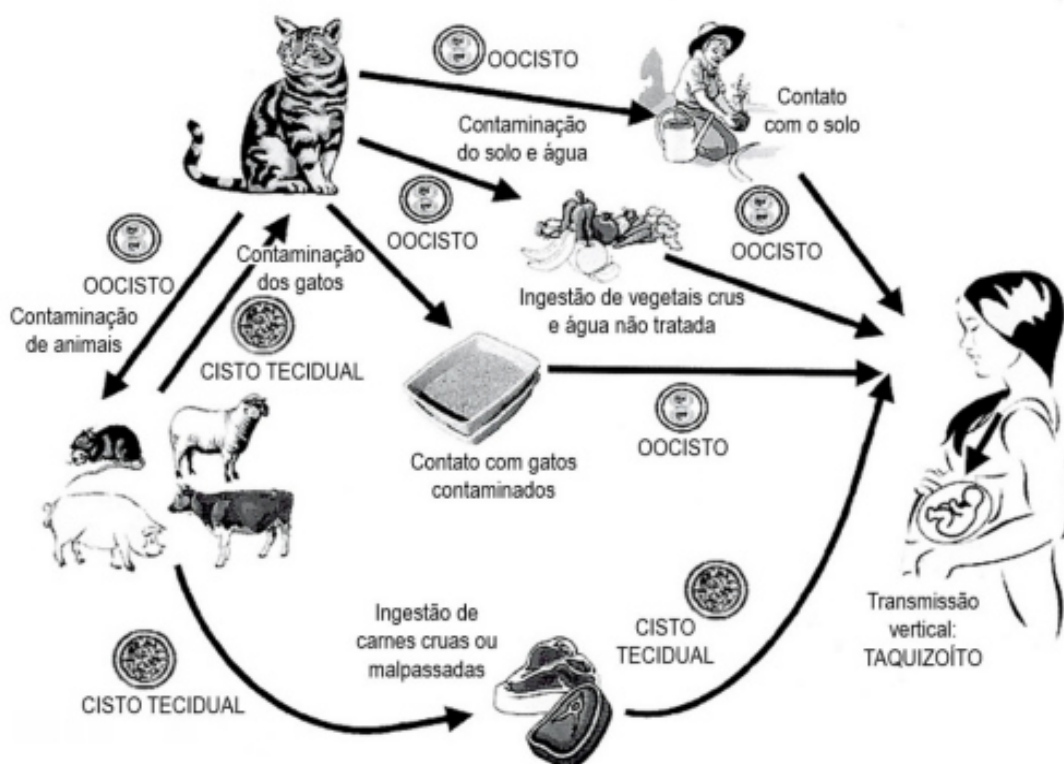 OOCISTO
Contato
com o solo
Contaminação
do solo e água
OOCISTO
OOCISTO
OOCISTO
Contaminação
de animais
Contaminação
dos gatos
CISTO TECIDUAL
Ingestão de vegetais crus
e água não tratada
OOCISTO
Contato com gatos
contaminados
Ingestão de
carnes cruas ou
malpassadas
CISTO
TECIDUAL
CISTO TECIDUAL
Transmissão
vertical:
TAQUIZOÍTO